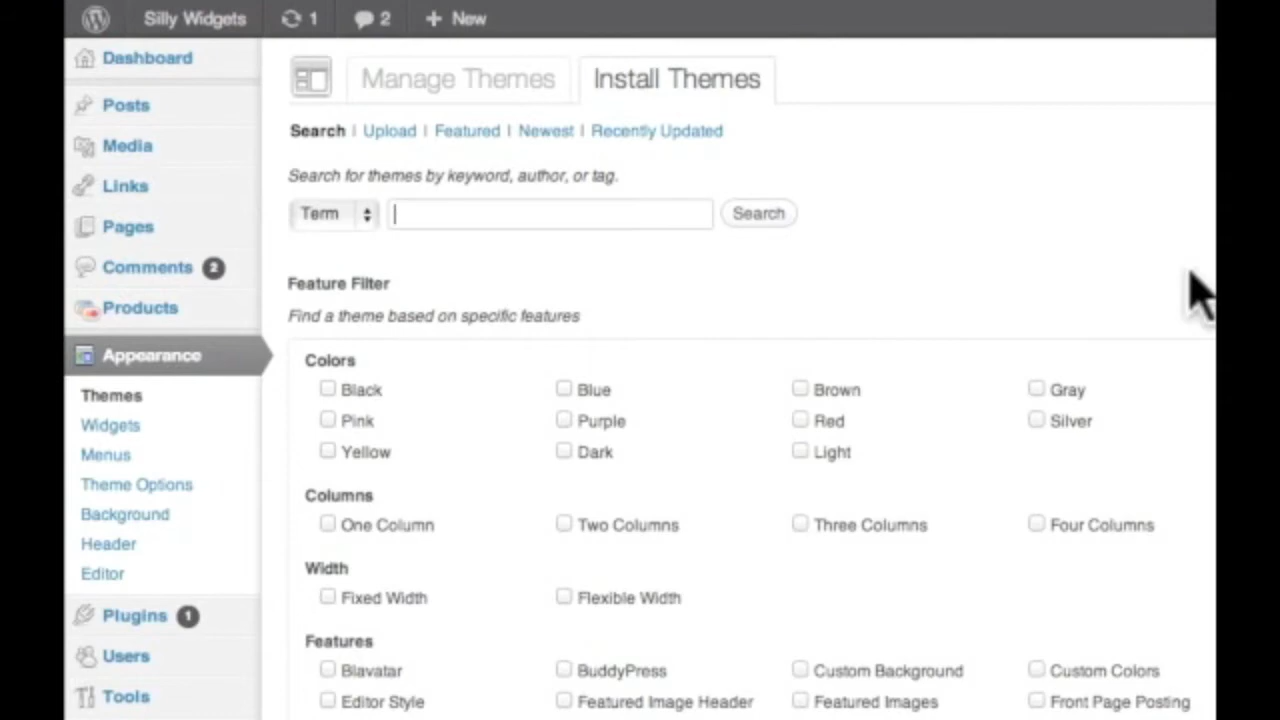 Silly Widgets 1 2 + New
Dashboard
Posts
Media
Links
Pages
Comments 2
Products
Appearance
Themes
Widgets
Menus
Theme Options
Background
Header
Editor
Plugins 1
Users
Tools
Manage Themes Install Themes
Search | Upload | Featured | Newest | Recently Updated
Search for themes by keyword, author, or tag.
Term Search
Feature Filter
Find a theme based on specific features
Colors
Black Blue Brown Gray
Pink Purple Red Silver
Yellow Dark Light
Columns
One Column Two Columns Three Columns Four Columns
Width
Fixed Width Flexible Width
Features
Blavatar BuddyPress Custom Background Custom Colors
Editor Style Featured Image Header Featured Images Front Page Posting